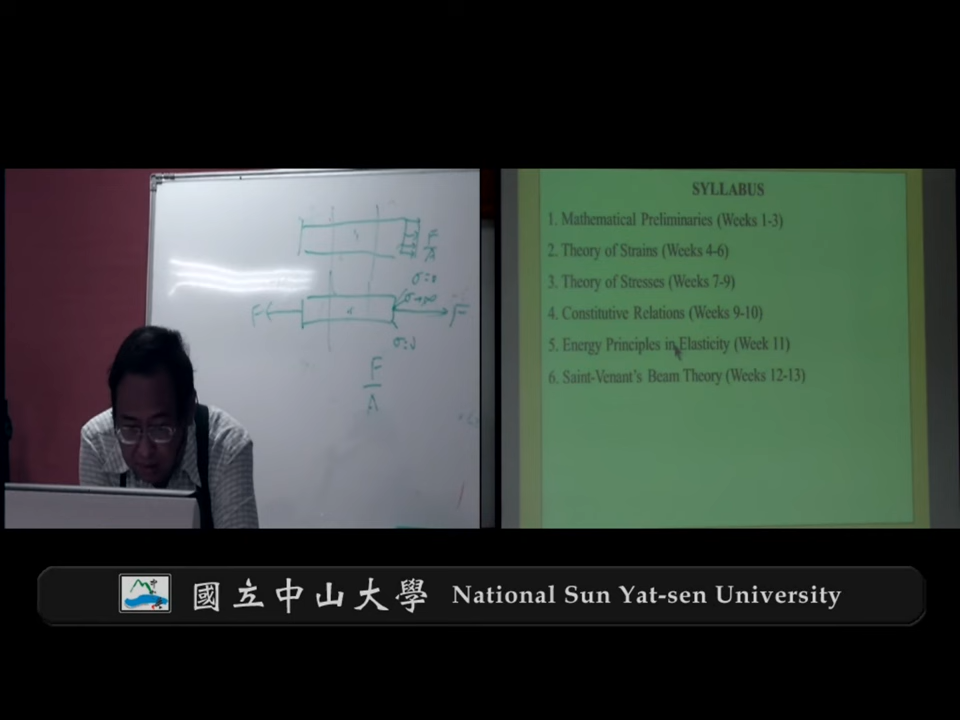 F
A
σ=0
σ→∞
F
F
F
A
SYLLABUS
1. Mathematical Preliminaries (Weeks 1-3)
2. Theory of Strains (Weeks 4-6)
3. Theory of Stresses (Weeks 7-9)
4. Constitutive Relations (Weeks 9-10)
5. Energy Principles in Elasticity (Week 11)
6. Saint-Venant's Beam Theory (Weeks 12-13)
國立中山大學 National Sun Yat-sen University